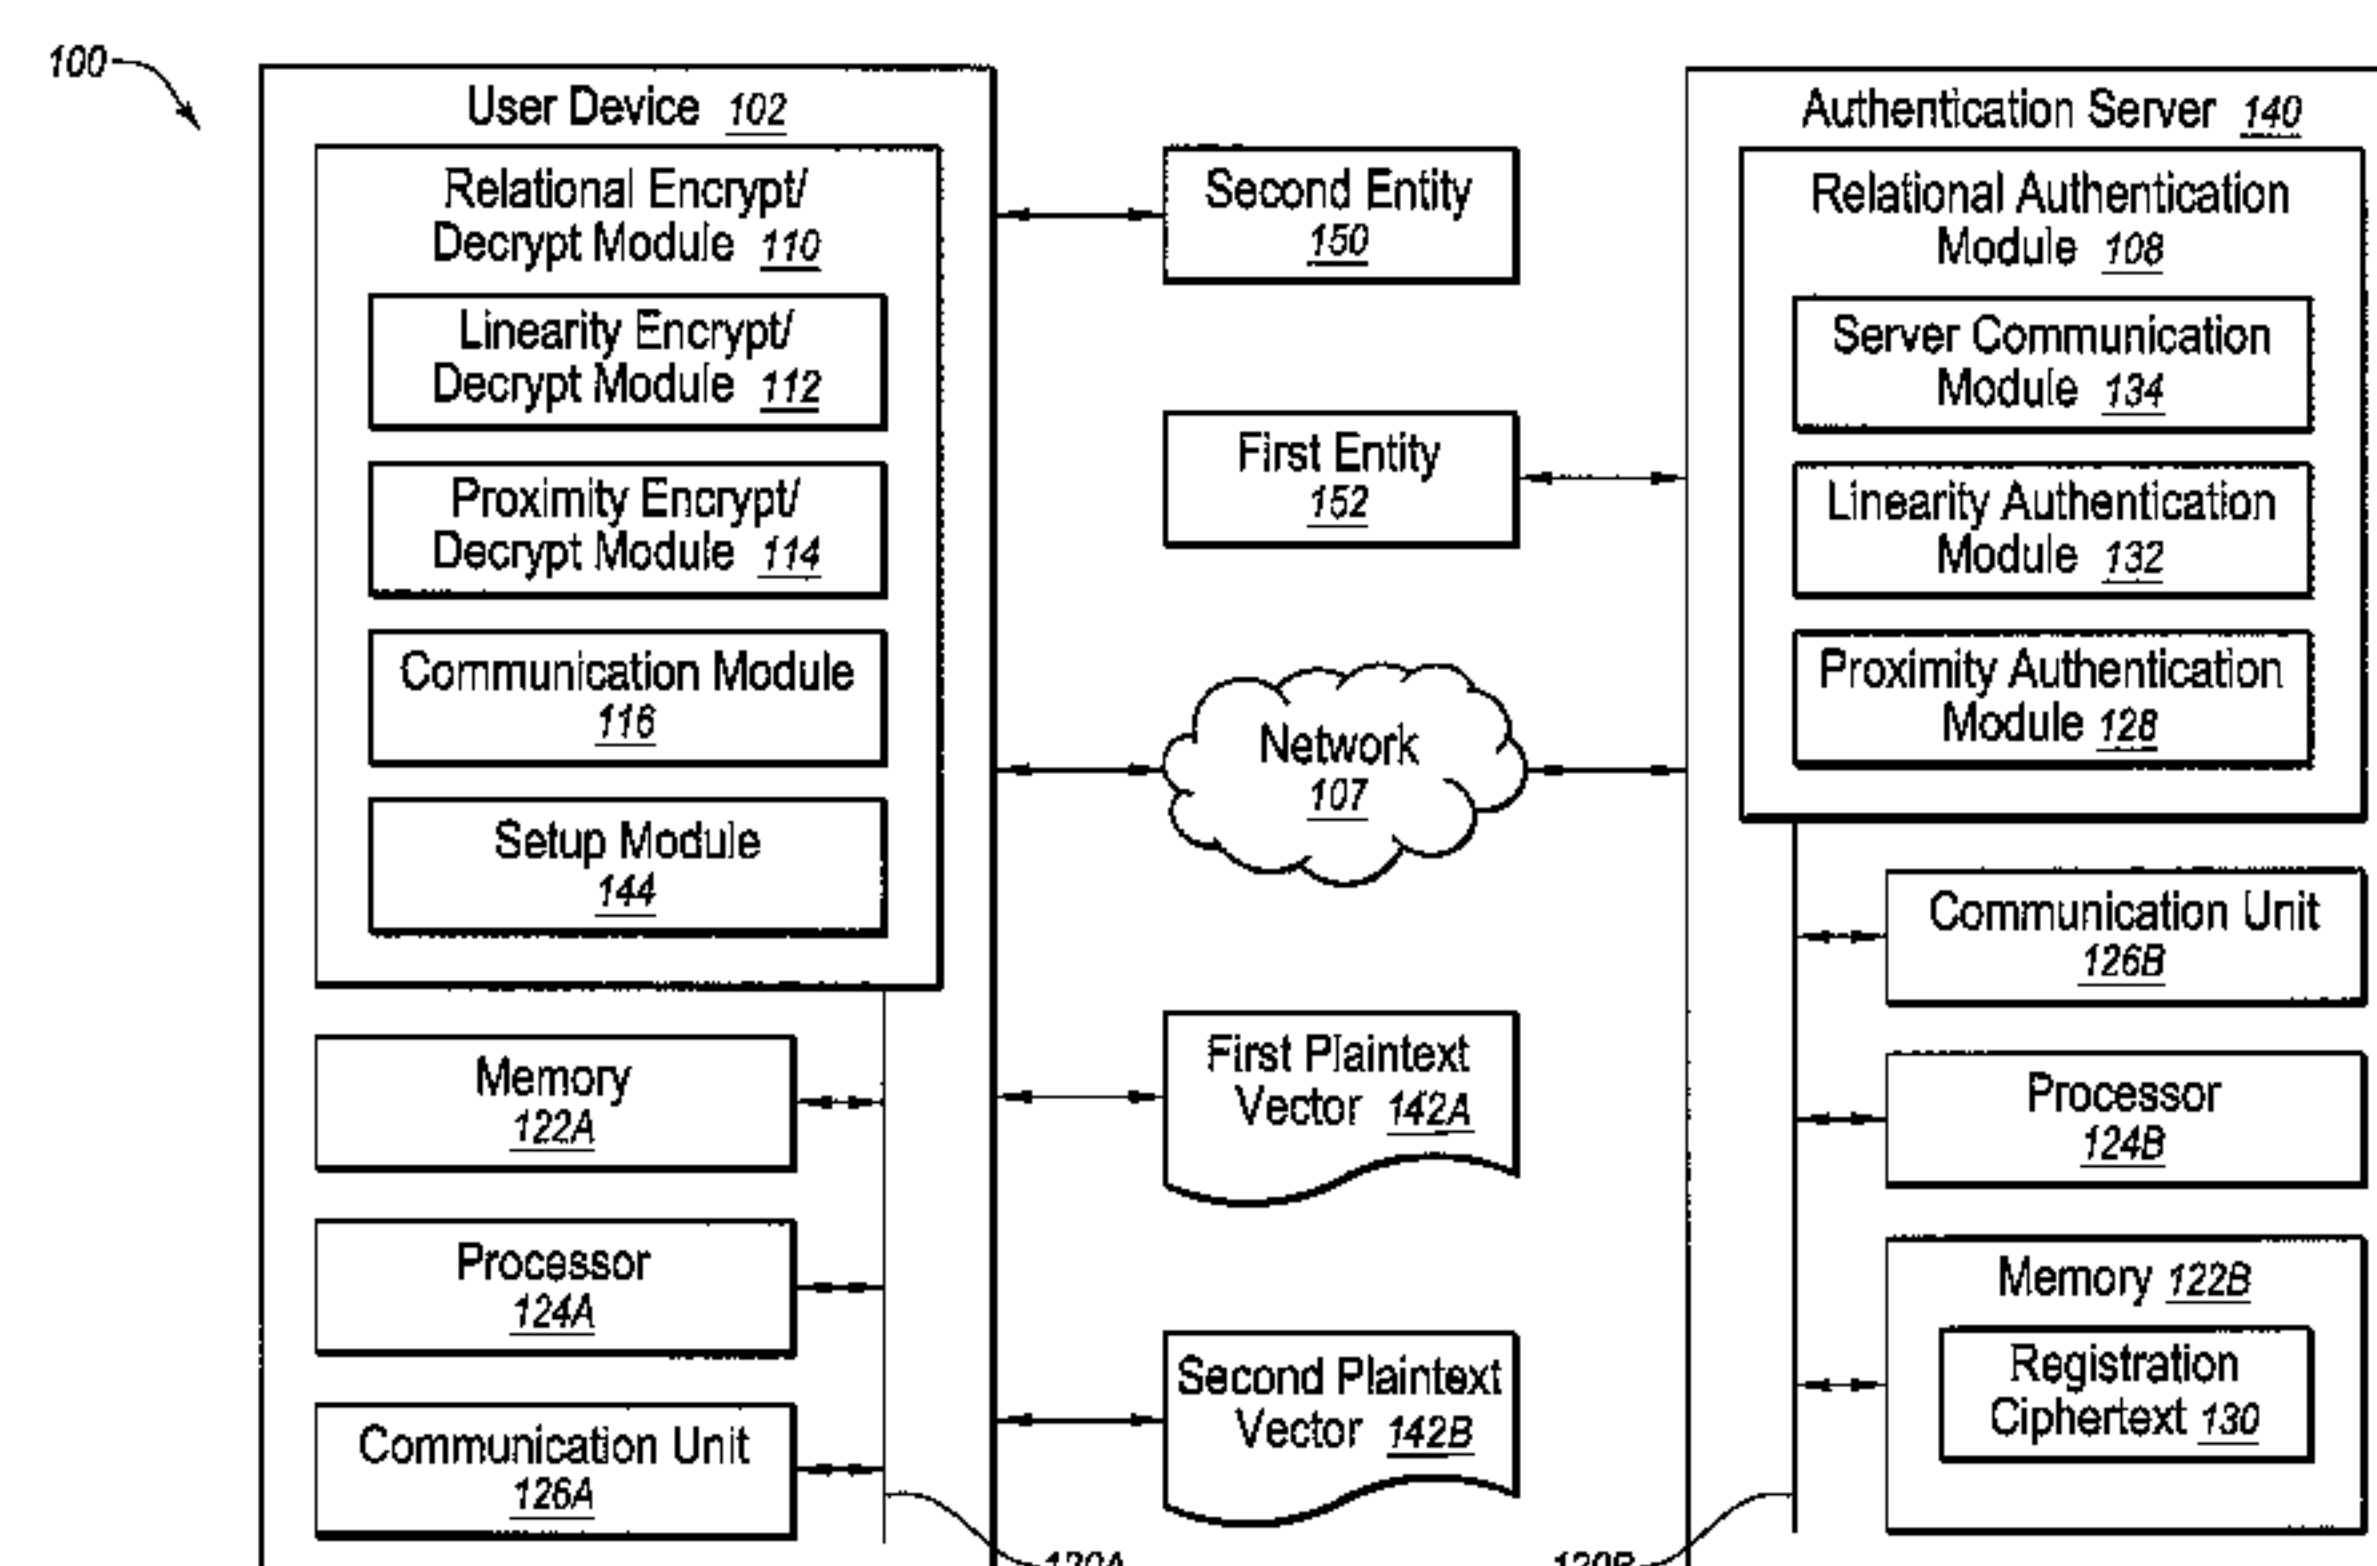 100
User Device 102
Relational Encrypt/
Decrypt Module 110
Linearity Encrypt/
Decrypt Module 112
Proximity Encrypt/
Decrypt Module 114
Communication Module
116
Setup Module
144
Memory
122A
Processor
124A
Communication Unit
126A
Second Entity
150
First Entity
152
Network
107
First Plaintext
Vector 142A
Second Plaintext
Vector 142B
Authentication Server 140
Relational Authentication
Module 108
Server Communication
Module 134
Linearity Authentication
Module 132
Proximity Authentication
Module 128
Communication Unit
126B
Processor
124B
Memory 122B
Registration
Ciphertext 130